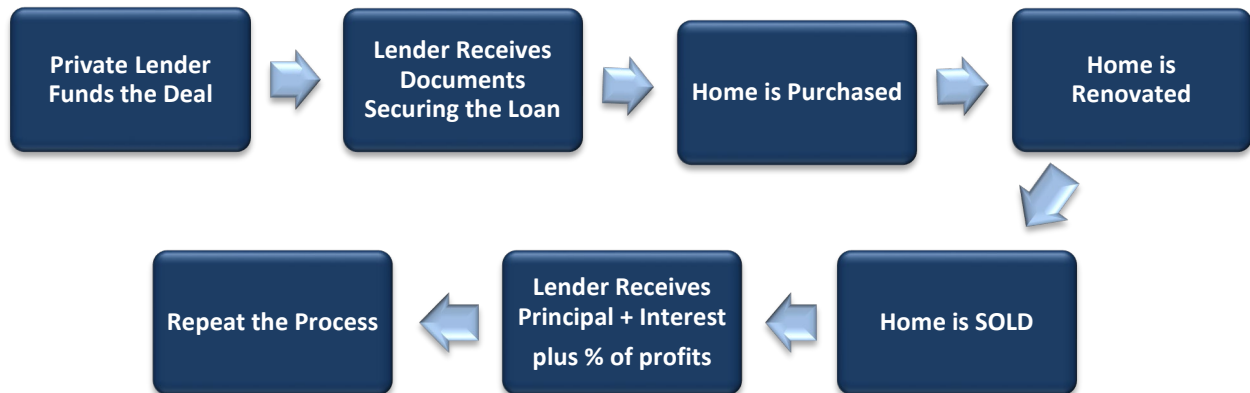 Private Lender
Funds the Deal
Lender Receives
Documents
Securing the Loan
Home is Purchased
Home is
Renovated
Home is SOLD
Lender Receives
Principal + Interest
plus % of profits
Repeat the Process